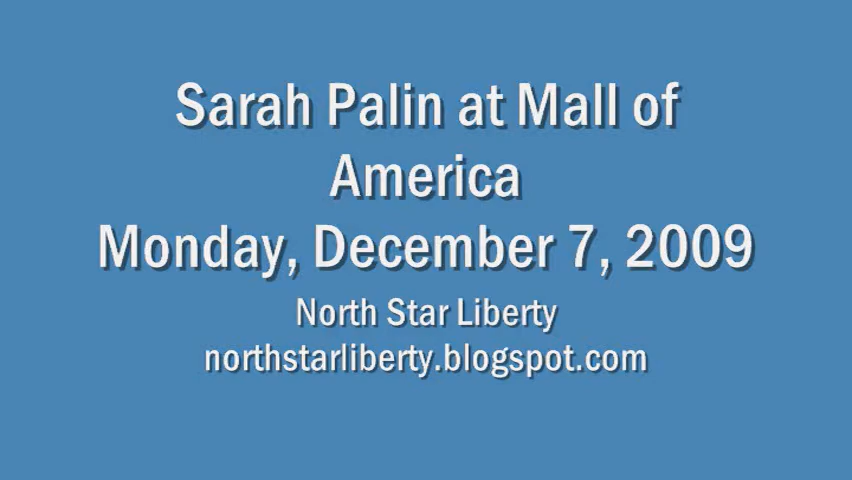 Sarah Palin at Mall of
America
Monday, December 7, 2009
North Star Liberty
northstarliberty.blogspot.com